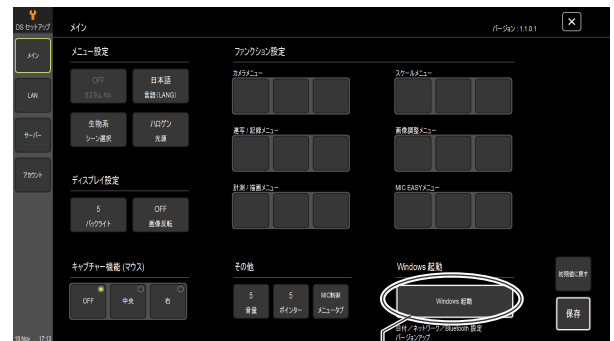 DS セットアップ
メイン
バージョン : 1.1.0.1
メイン
LAN
サーバー
アカウント
メニュー設定
OFF
カスタム No.
日本語
言語(LANG)
生物系
シーン選択
ハロゲン
光源
ディスプレイ設定
5
バックライト
OFF
画像反転
キャプチャー機能 (マウス)
OFF
中央
右
ファンクション設定
カメラメニュー
スケールメニュー
連写 / 記録メニュー
画像調整メニュー
計測 / 描画メニュー
MIC EASYメニュー
その他
5
音量
5
ポインター
MIC制御
メニュータブ
Windows 起動
Windows 起動
日付／ネットワーク／Bluetooth 設定
バージョンアップ
初期値に戻す
保存
19.Nov 17:13